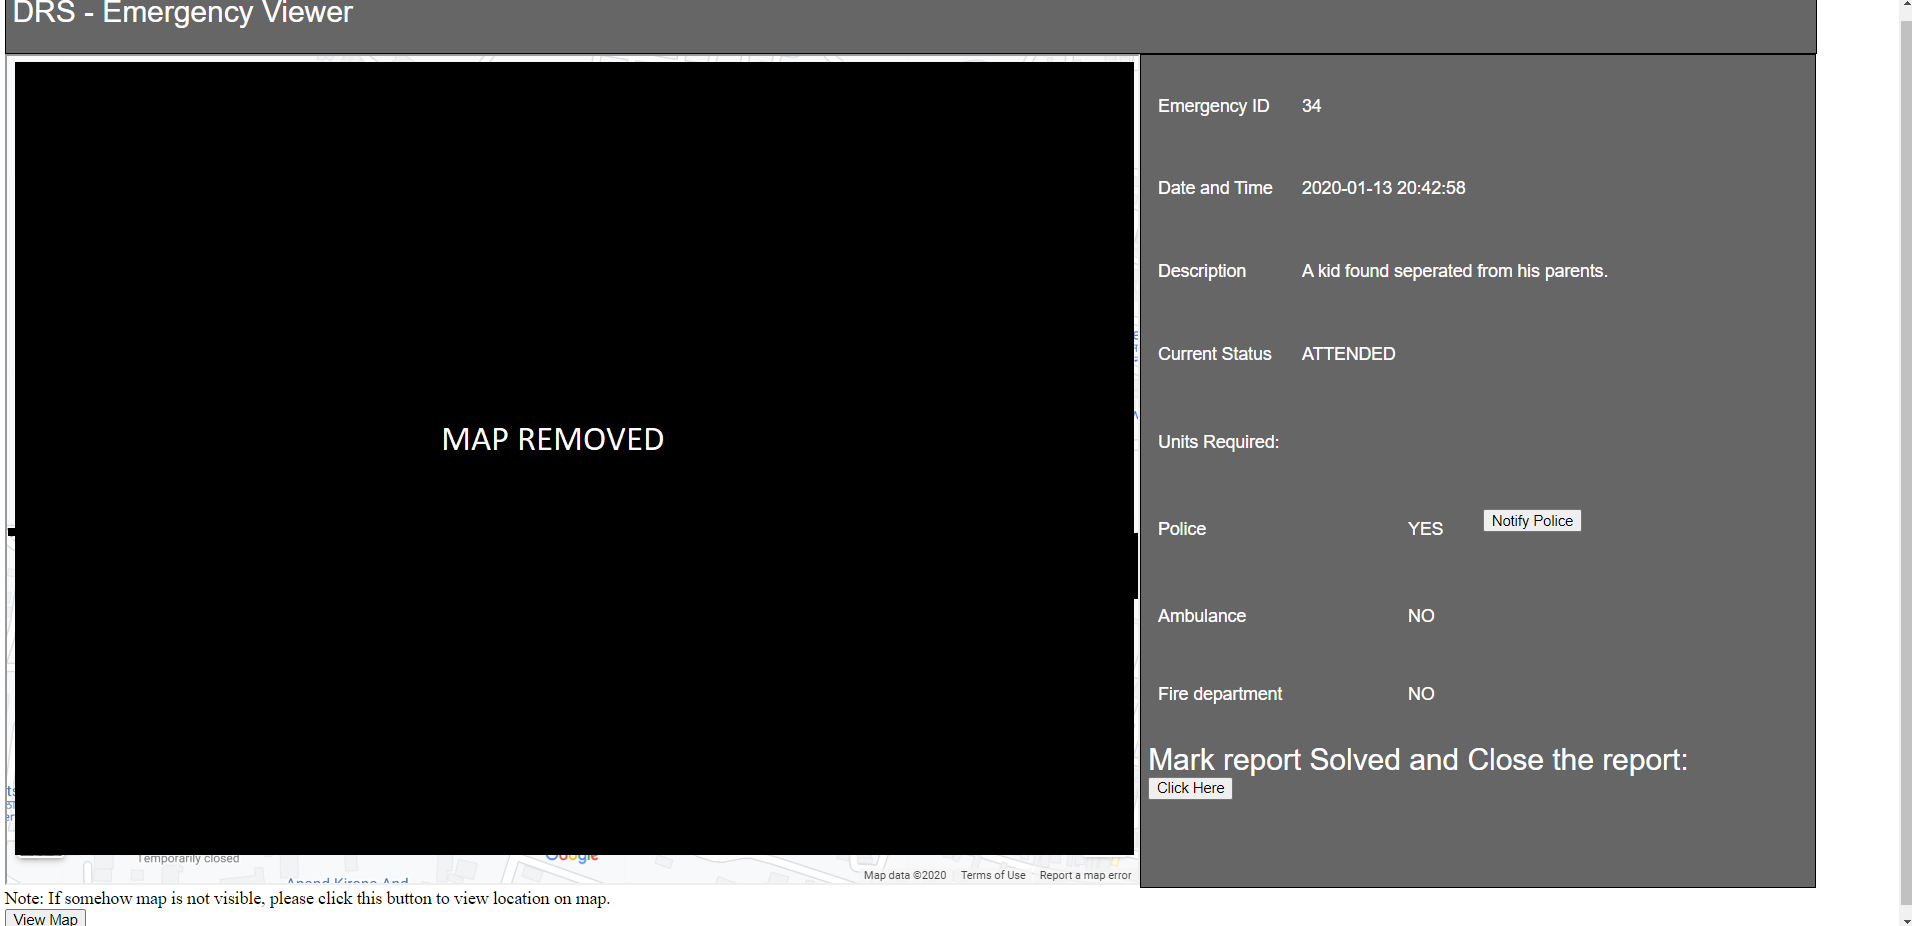 DRS - Emergency Viewer
MAP REMOVED
Temporarily closed
Google
Map data ©2020 Terms of Use Report a map error
Emergency ID 34
Date and Time 2020-01-13 20:42:58
Description A kid found seperated from his parents.
Current Status ATTENDED
Units Required:
Police YES Notify Police
Ambulance NO
Fire department NO
Mark report Solved and Close the report:
Click Here
Note: If somehow map is not visible, please click this button to view location on map.
View Map